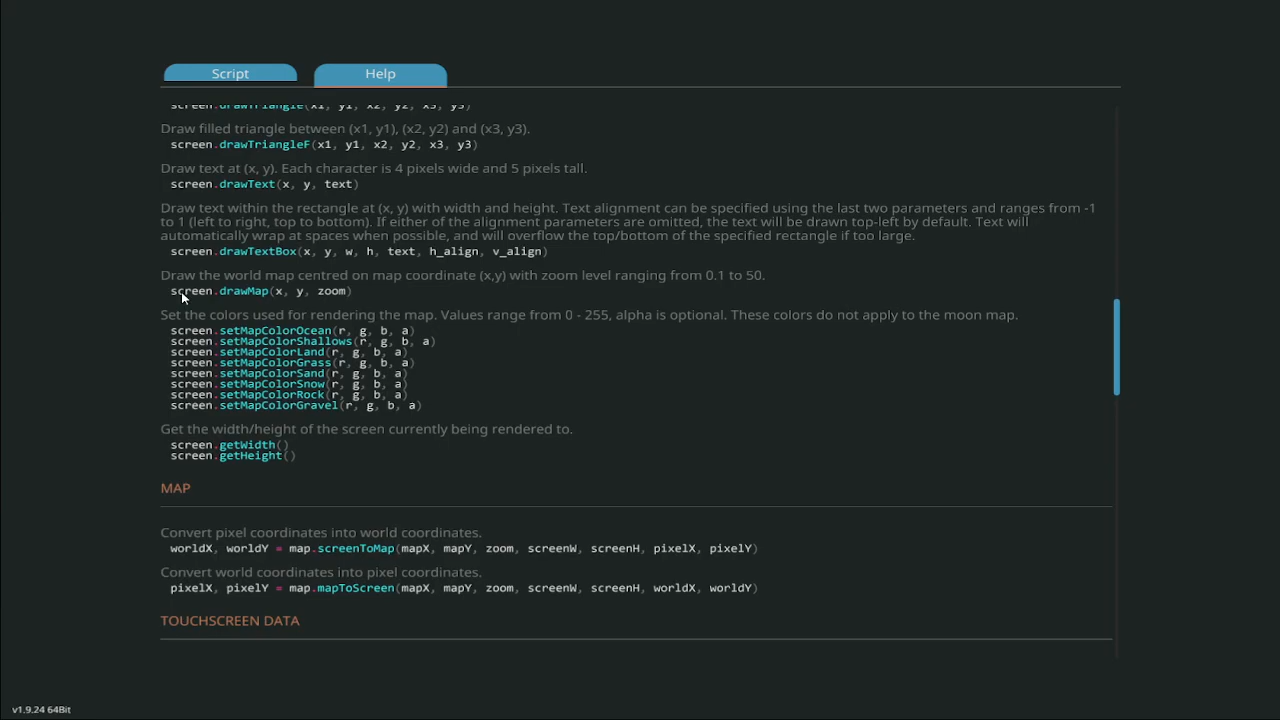 Script
Help
screen.drawTriangle(x1, y1, x2, y2, x3, y3)
Draw filled triangle between (x1, y1), (x2, y2) and (x3, y3).
screen.drawTriangleF(x1, y1, x2, y2, x3, y3)
Draw text at (x, y). Each character is 4 pixels wide and 5 pixels tall.
screen.drawText(x, y, text)
Draw text within the rectangle at (x, y) with width and height. Text alignment can be specified using the last two parameters and ranges from -1
to 1 (left to right, top to bottom). If either of the alignment parameters are omitted, the text will be drawn top-left by default. Text will
automatically wrap at spaces when possible, and will overflow the top/bottom of the specified rectangle if too large.
screen.drawTextBox(x, y, w, h, text, h_align, v_align)
Draw the world map centred on map coordinate (x,y) with zoom level ranging from 0.1 to 50.
screen.drawMap(x, y, zoom)
Set the colors used for rendering the map. Values range from 0 - 255, alpha is optional. These colors do not apply to the moon map.
screen.setMapColorOcean(r, g, b, a)
screen.setMapColorShallows(r, g, b, a)
screen.setMapColorLand(r, g, b, a)
screen.setMapColorGrass(r, g, b, a)
screen.setMapColorSand(r, g, b, a)
screen.setMapColorSnow(r, g, b, a)
screen.setMapColorRock(r, g, b, a)
screen.setMapColorGravel(r, g, b, a)
Get the width/height of the screen currently being rendered to.
screen.getWidth()
screen.getHeight()
MAP
Convert pixel coordinates into world coordinates.
worldX, worldY = map.screenToMap(mapX, mapY, zoom, screenW, screenH, pixelX, pixelY)
Convert world coordinates into pixel coordinates.
pixelX, pixelY = map.mapToScreen(mapX, mapY, zoom, screenW, screenH, worldX, worldY)
TOUCHSCREEN DATA
v1.9.24 64Bit